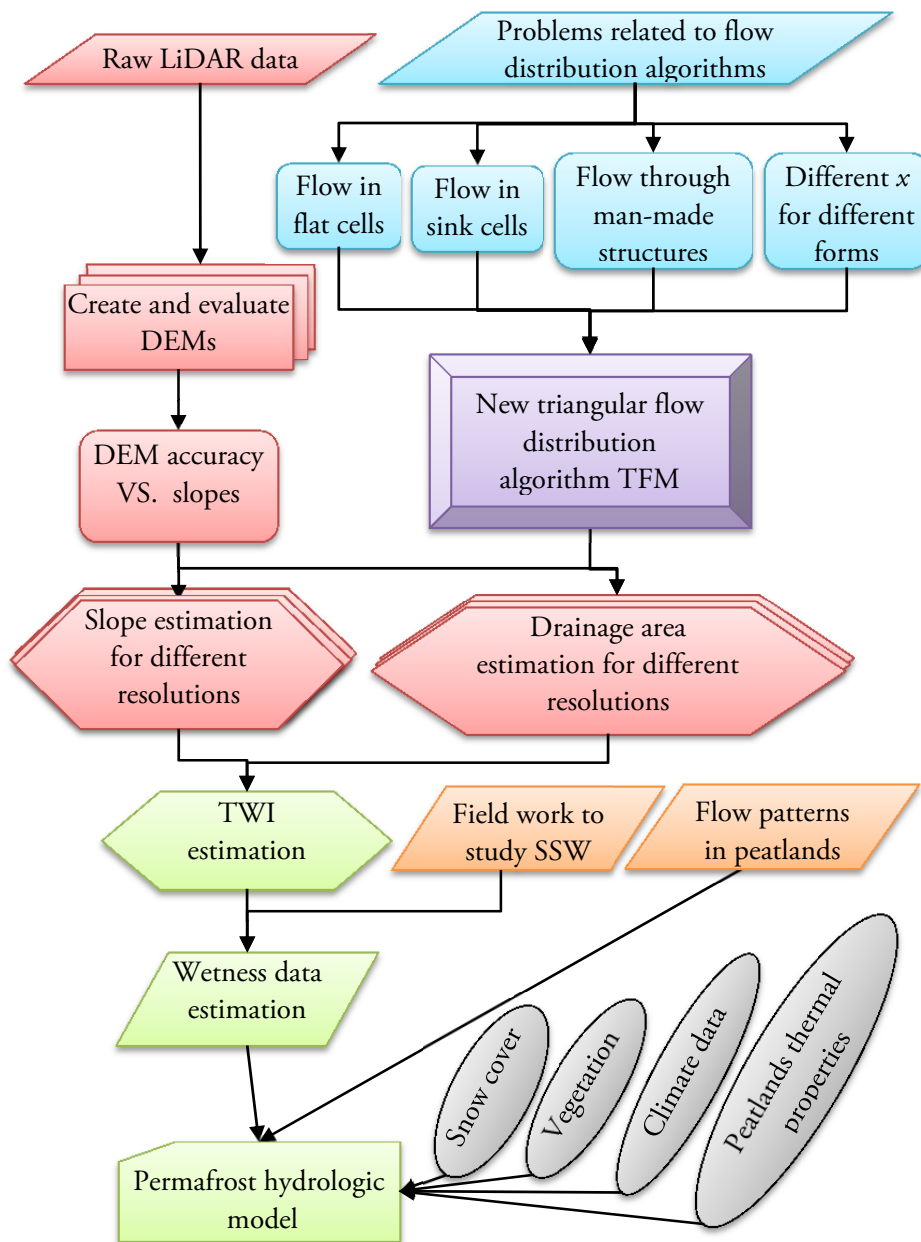 Raw LiDAR data
Problems related to flow
distribution algorithms
Flow in
flat cells
Flow in
sink cells
Flow through
man-made
structures
Different x
for different
forms
Create and evaluate
DEMs
New triangular flow
distribution
algorithm TFM
DEM accuracy
VS. slopes
Slope estimation
for different
resolutions
Drainage area
estimation for different
resolutions
TWI
estimation
Field work to
study SSW
Flow patterns
in peatlands
Wetness data
estimation
Snow cover
Vegetation
Climate data
Peatlands thermal
properties
Permafrost hydrologic
model